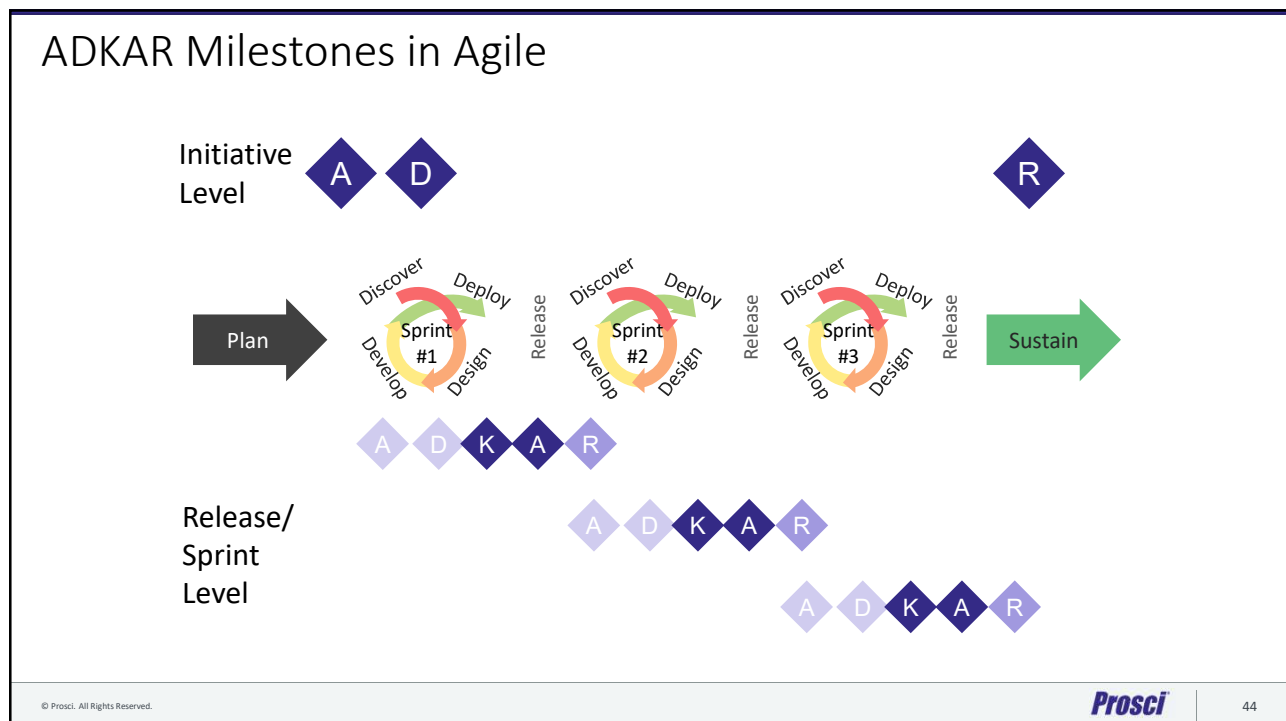 ADKAR Milestones in Agile
Initiative
Level
A
D
R
Plan
Discover
Deploy
Sprint
#1
Develop
Design
Release
Discover
Deploy
Sprint
#2
Develop
Design
Release
Discover
Deploy
Sprint
#3
Develop
Design
Release
Sustain
A D K A R
Release/
Sprint
Level
A D K A R
A D K A R
© Prosci. All Rights Reserved.
Prosci®
44